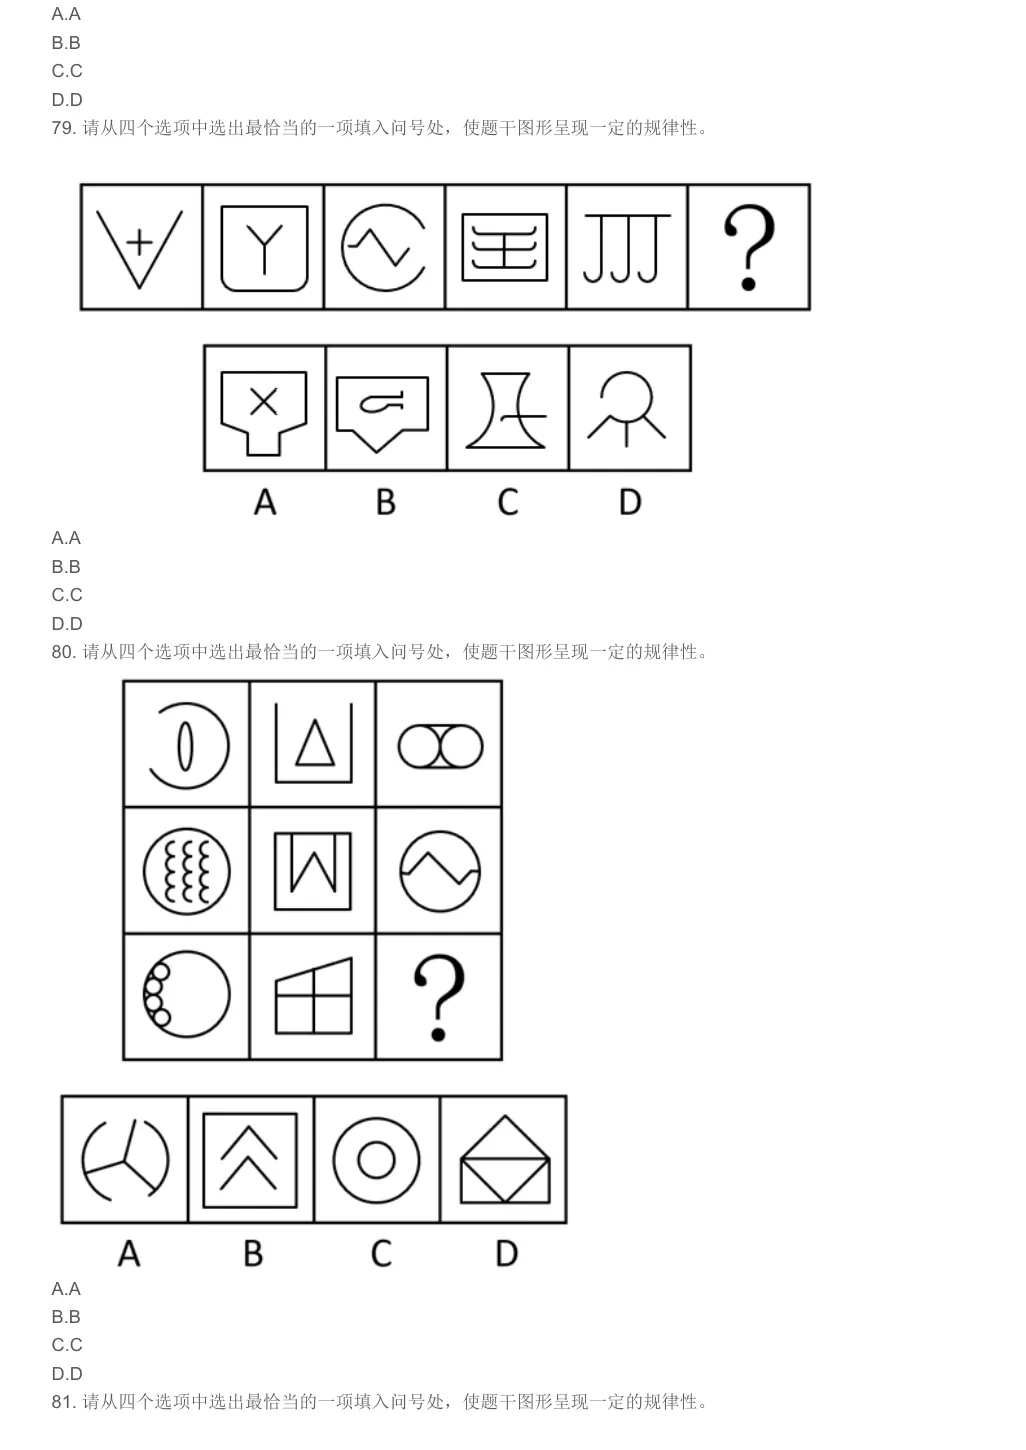 A.A
B.B
C.C
D.D
79. 请从四个选项中选出最恰当的一项填入问号处，使题干图形呈现一定的规律性。
?
A B C D
A.A
B.B
C.C
D.D
80. 请从四个选项中选出最恰当的一项填入问号处，使题干图形呈现一定的规律性。
?
A B C D
A.A
B.B
C.C
D.D
81. 请从四个选项中选出最恰当的一项填入问号处，使题干图形呈现一定的规律性。